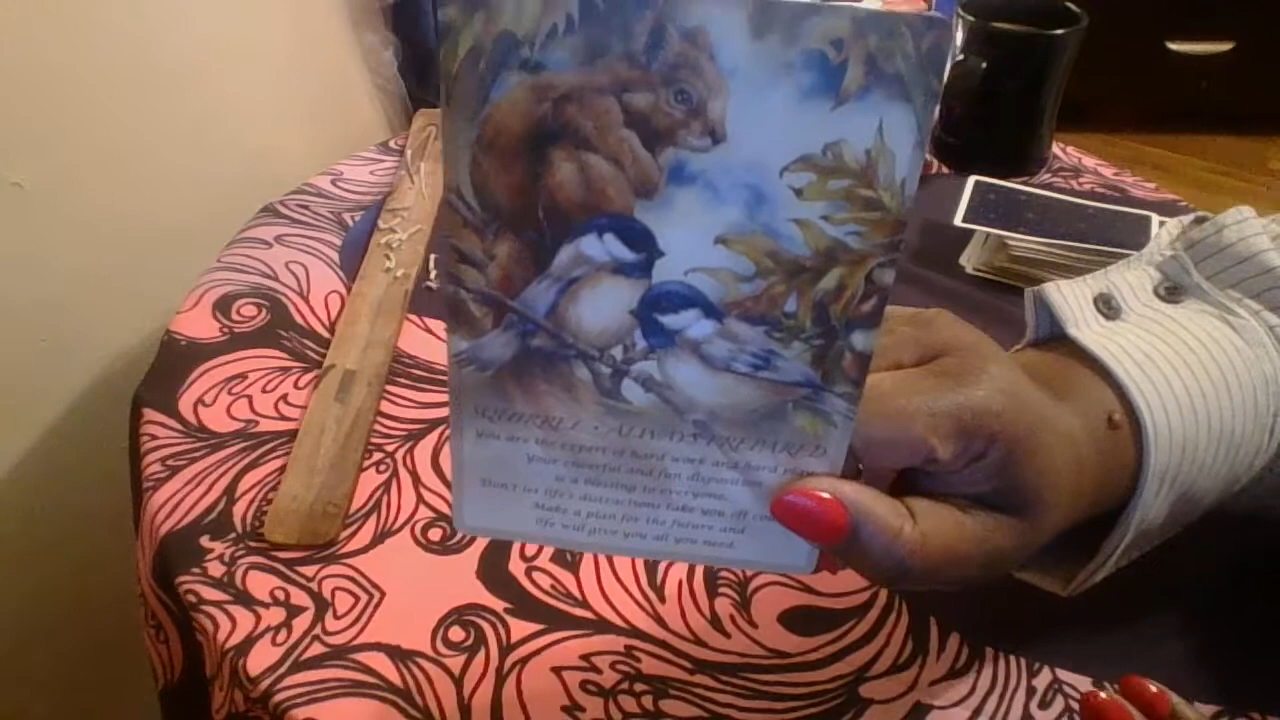 SQUIRREL • ALWAYS PREPARED
You are the expert of hard work and hard play.
Your cheerful and fun disposition
is a blessing to everyone.
Don't let life's distractions take you off
Make a plan for the future and
life will give you all you need.